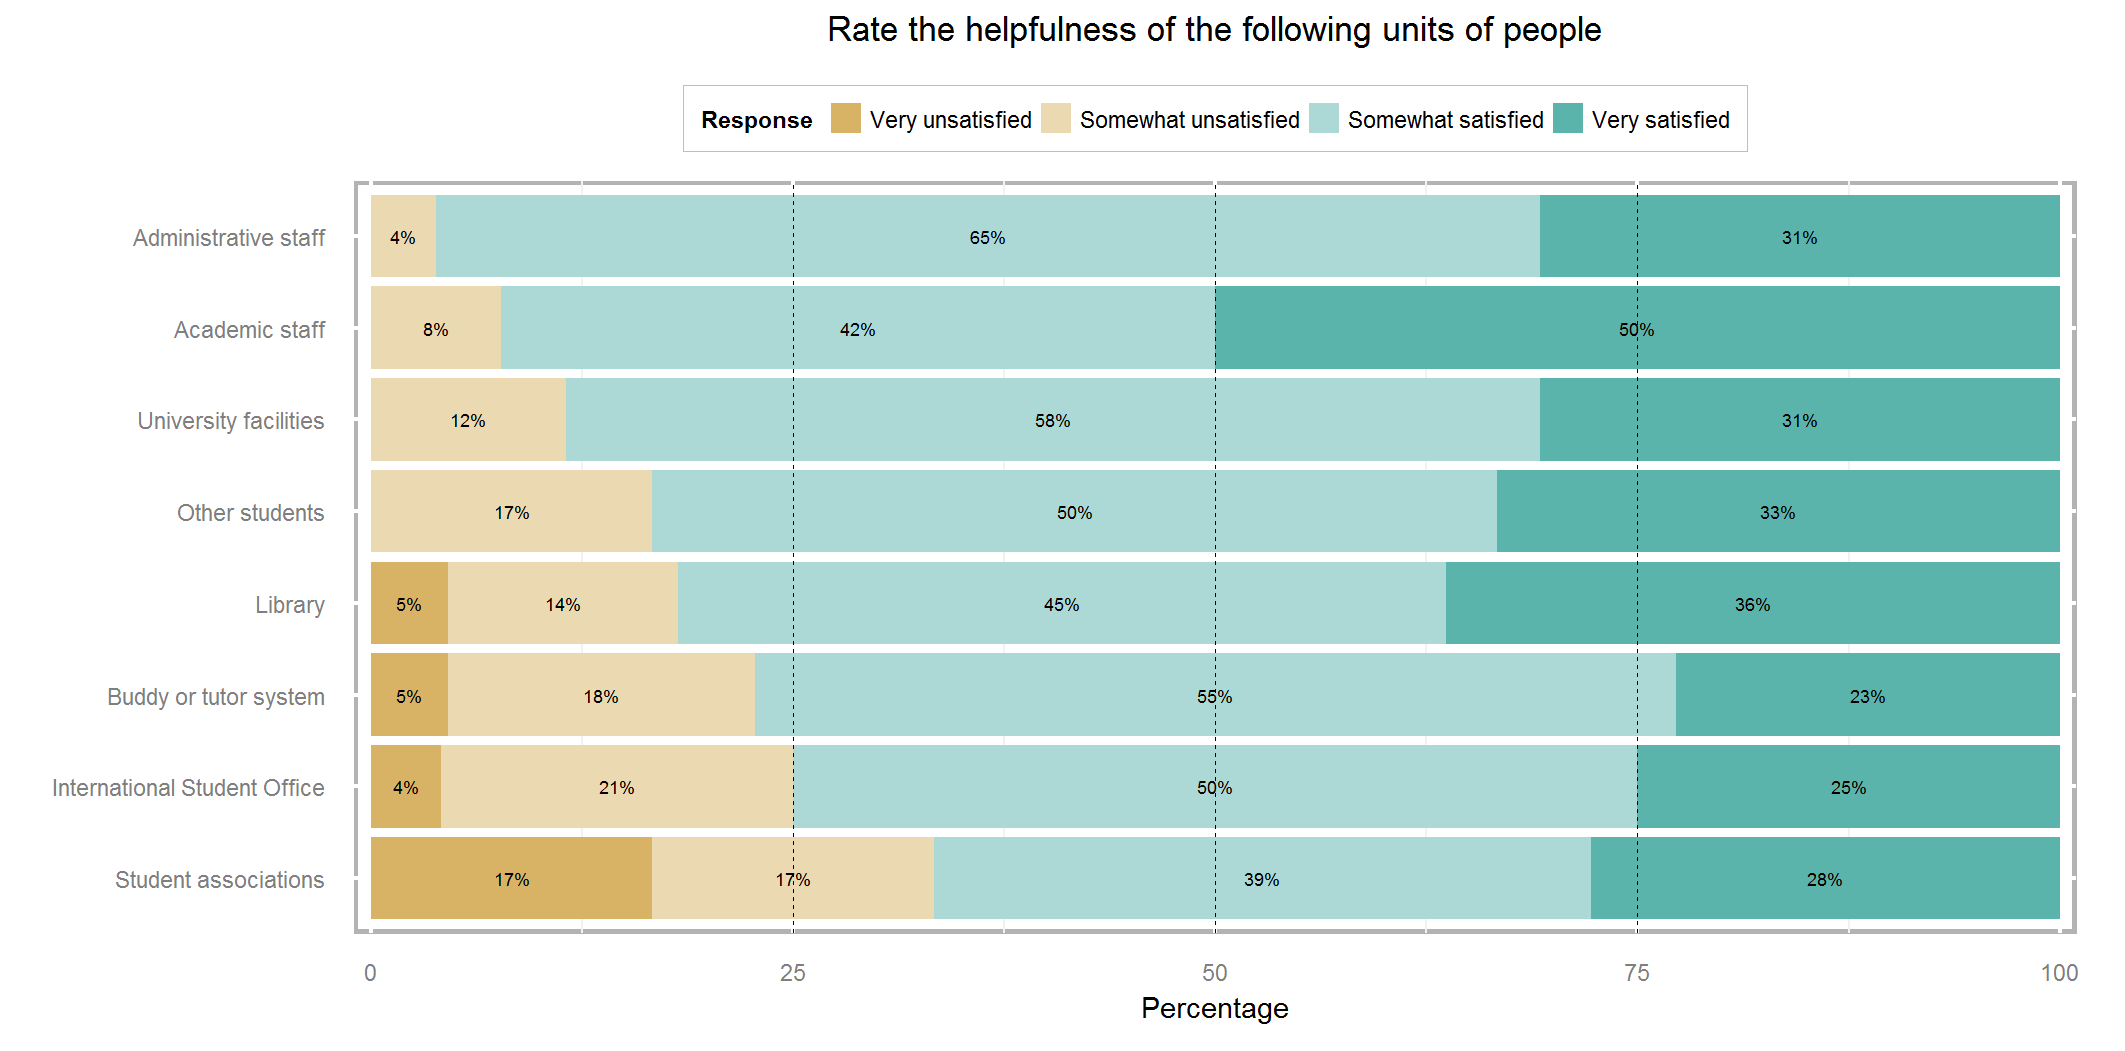 Rate the helpfulness of the following units of people
Response Very unsatisfied Somewhat unsatisfied Somewhat satisfied Very satisfied
Administrative staff 4% 65% 31%
Academic staff 8% 42% 50%
University facilities 12% 58% 31%
Other students 17% 50% 33%
Library 5% 14% 45% 36%
Buddy or tutor system 5% 18% 55% 23%
International Student Office 4% 21% 50% 25%
Student associations 17% 17% 39% 28%
0 25 50 75 100
Percentage